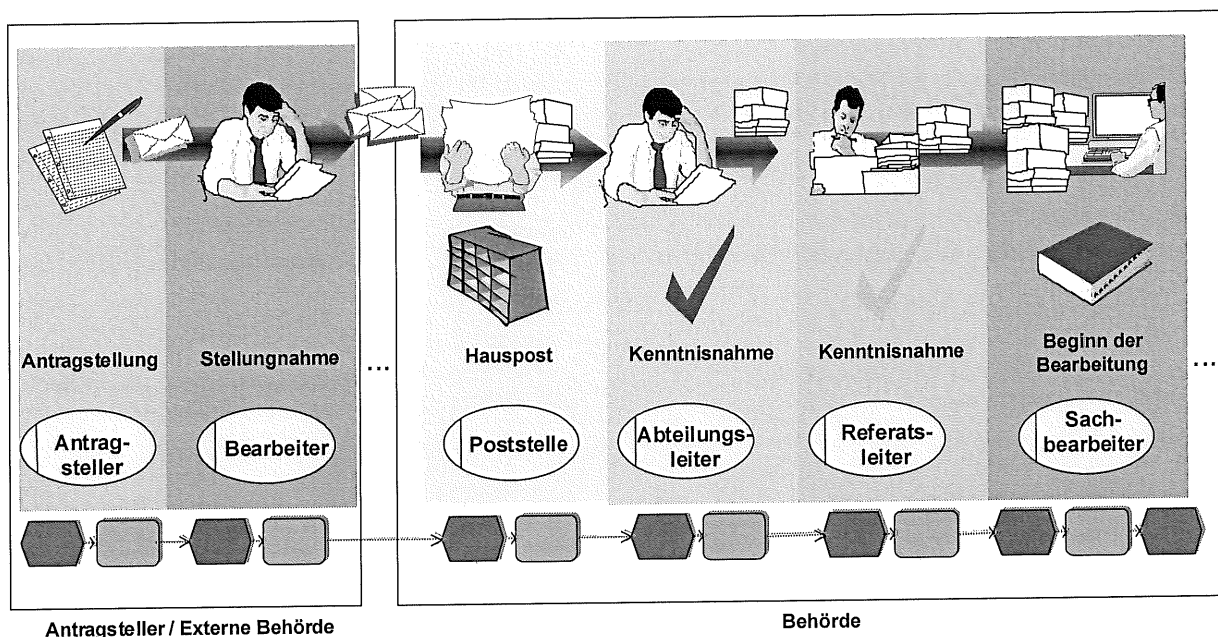 Antragstellung
Stellungnahme
...
Hauspost
Kenntnisnahme
Kenntnisnahme
Beginn der
Bearbeitung
...
Antrag-
steller
Bearbeiter
Poststelle
Abteilungs-
leiter
Referats-
leiter
Sach-
bearbeiter
Antragsteller / Externe Behörde
Behörde